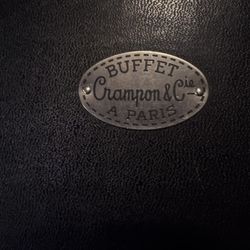 BUFFET
Crampon & Cie
A PARIS